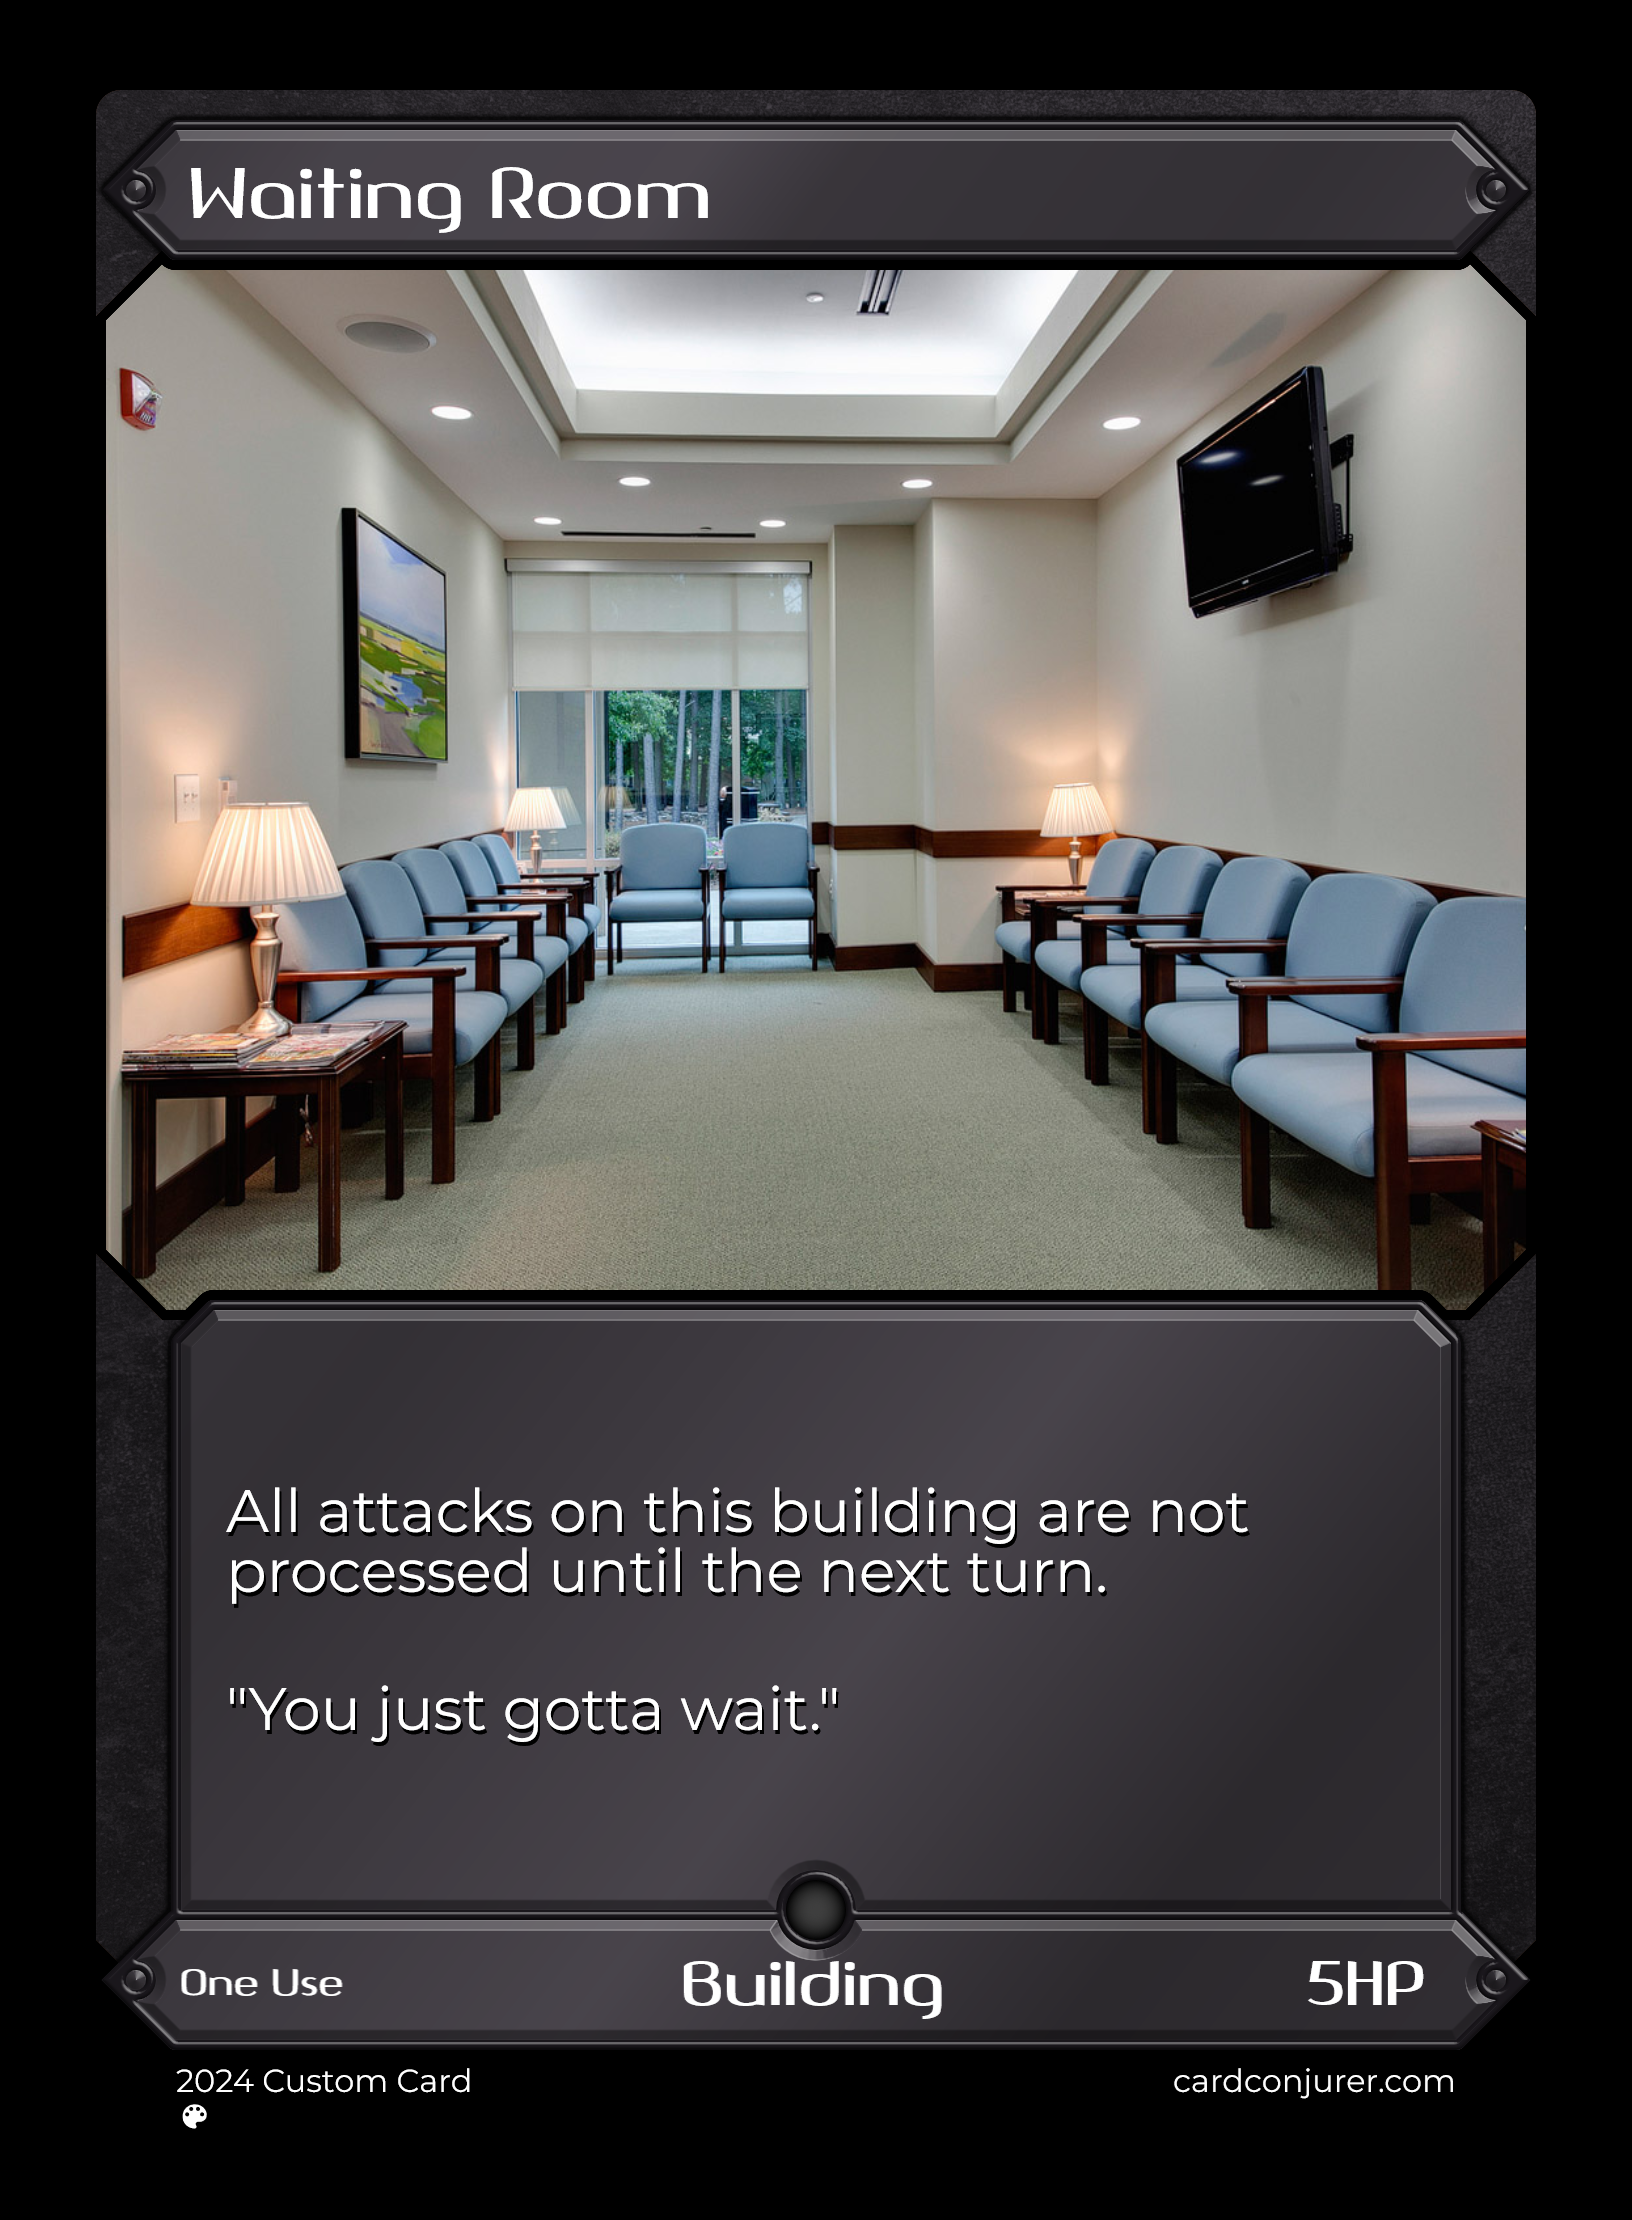 Waiting Room
All attacks on this building are not
processed until the next turn.
"You just gotta wait."
One Use
Building
5HP
2024 Custom Card
cardconjurer.com